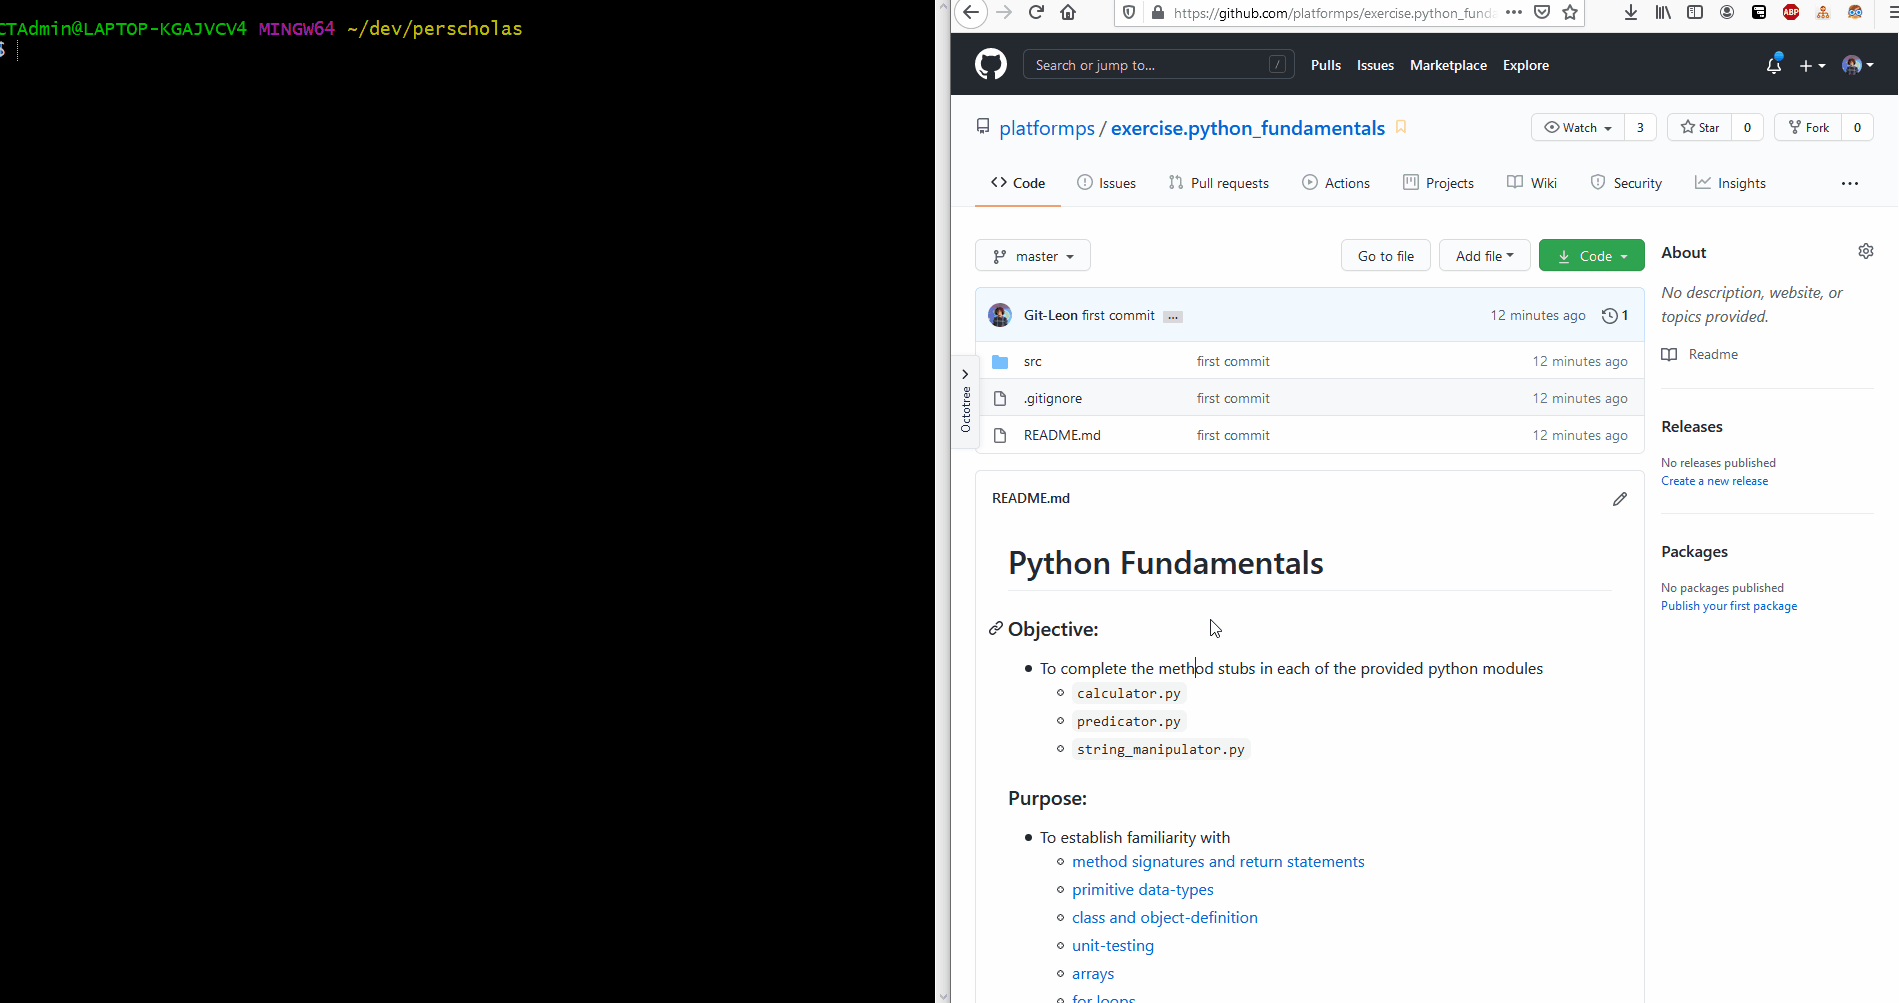 CTAdmin@LAPTOP-KGAJVCV4 MINGW64 ~/dev/perscholas
$
https://github.com/platformps/exercise.python_funda
ABP
Search or jump to... /
Pulls Issues Marketplace Explore
platformps / exercise.python_fundamentals
Watch 3 Star 0 Fork 0
Code Issues Pull requests Actions Projects Wiki Security Insights ...
master Go to file Add file Code
Git-Leon first commit ... 12 minutes ago 1
src first commit 12 minutes ago
.gitignore first commit 12 minutes ago
README.md first commit 12 minutes ago
Octotree
README.md
Python Fundamentals
Objective:
To complete the method stubs in each of the provided python modules
calculator.py
predicator.py
string_manipulator.py
Purpose:
To establish familiarity with
method signatures and return statements
primitive data-types
class and object-definition
unit-testing
arrays
for loops
About
No description, website, or
topics provided.
Readme
Releases
No releases published
Create a new release
Packages
No packages published
Publish your first package